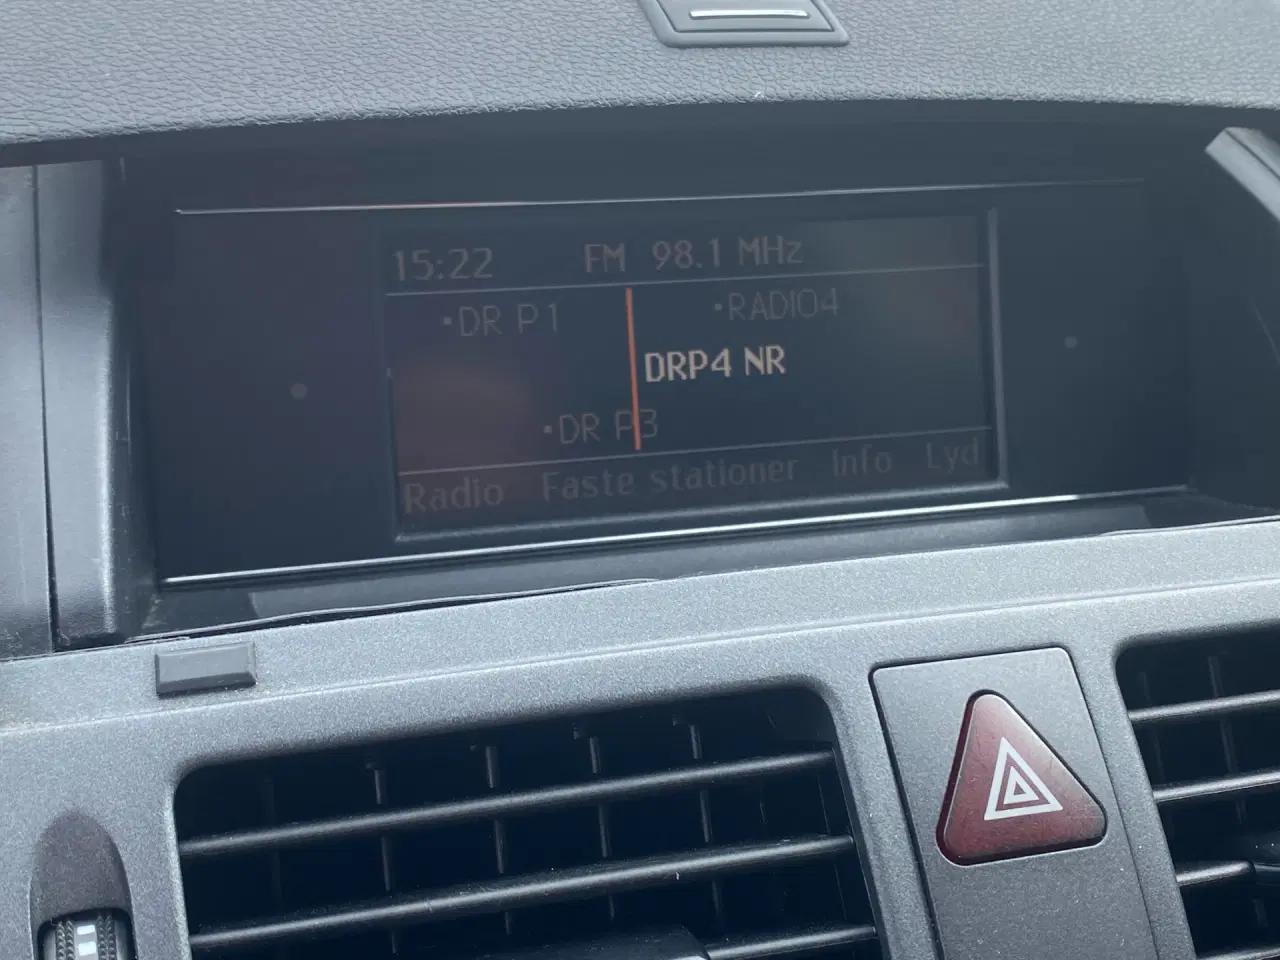 15:22 FM 98.1 MHz
·DR P1 ·RADIO4
DRP4 NR
·DR P3
Radio Faste stationer Info Lyd